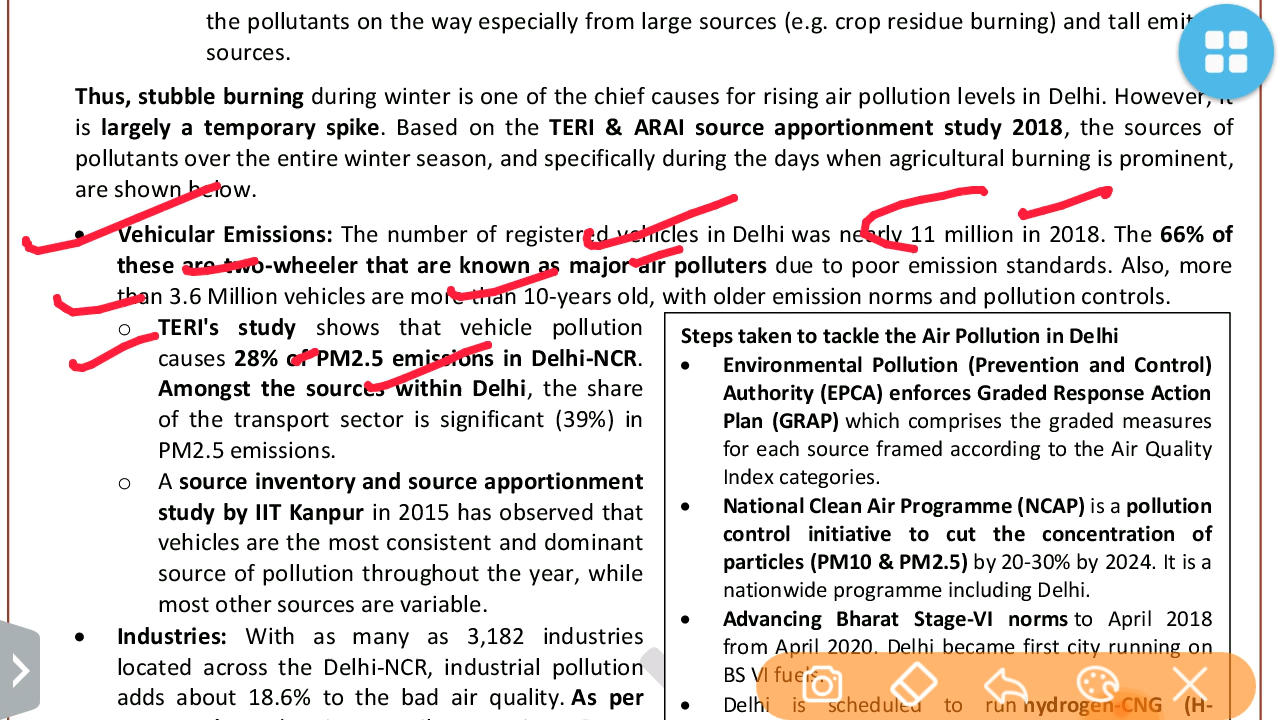 the pollutants on the way especially from large sources (e.g. crop residue burning) and tall
sources.
Thus, stubble burning during winter is one of the chief causes for rising air pollution levels in Delhi. However, it
is largely a temporary spike. Based on the TERI & ARAI source apportionment study 2018, the sources of
pollutants over the entire winter season, and specifically during the days when agricultural burning is prominent,
are shown below.
• Vehicular Emissions: The number of registered vehicles in Delhi was nearly 11 million in 2018. The 66% of
these are two-wheeler that are known as major air polluters due to poor emission standards. Also, more
than 3.6 Million vehicles are more than 10-years old, with older emission norms and pollution controls.
o TERI's study shows that vehicle pollution
causes 28% of PM2.5 emissions in Delhi-NCR.
Amongst the sources within Delhi, the share
of the transport sector is significant (39%) in
PM2.5 emissions.
o A source inventory and source apportionment
study by IIT Kanpur in 2015 has observed that
vehicles are the most consistent and dominant
source of pollution throughout the year, while
most other sources are variable.
• Industries: With as many as 3,182 industries
located across the Delhi-NCR, industrial pollution
adds about 18.6% to the bad air quality. As per
Steps taken to tackle the Air Pollution in Delhi
• Environmental Pollution (Prevention and Control)
Authority (EPCA) enforces Graded Response Action
Plan (GRAP) which comprises the graded measures
for each source framed according to the Air Quality
Index categories.
• National Clean Air Programme (NCAP) is a pollution
control initiative to cut the concentration of
particles (PM10 & PM2.5) by 20-30% by 2024. It is a
nationwide programme including Delhi.
• Advancing Bharat Stage-VI norms to April 2018
from April 2020. Delhi became first city running on
BS VI fuels.
• Delhi is scheduled to run hydrogen-CNG (H-